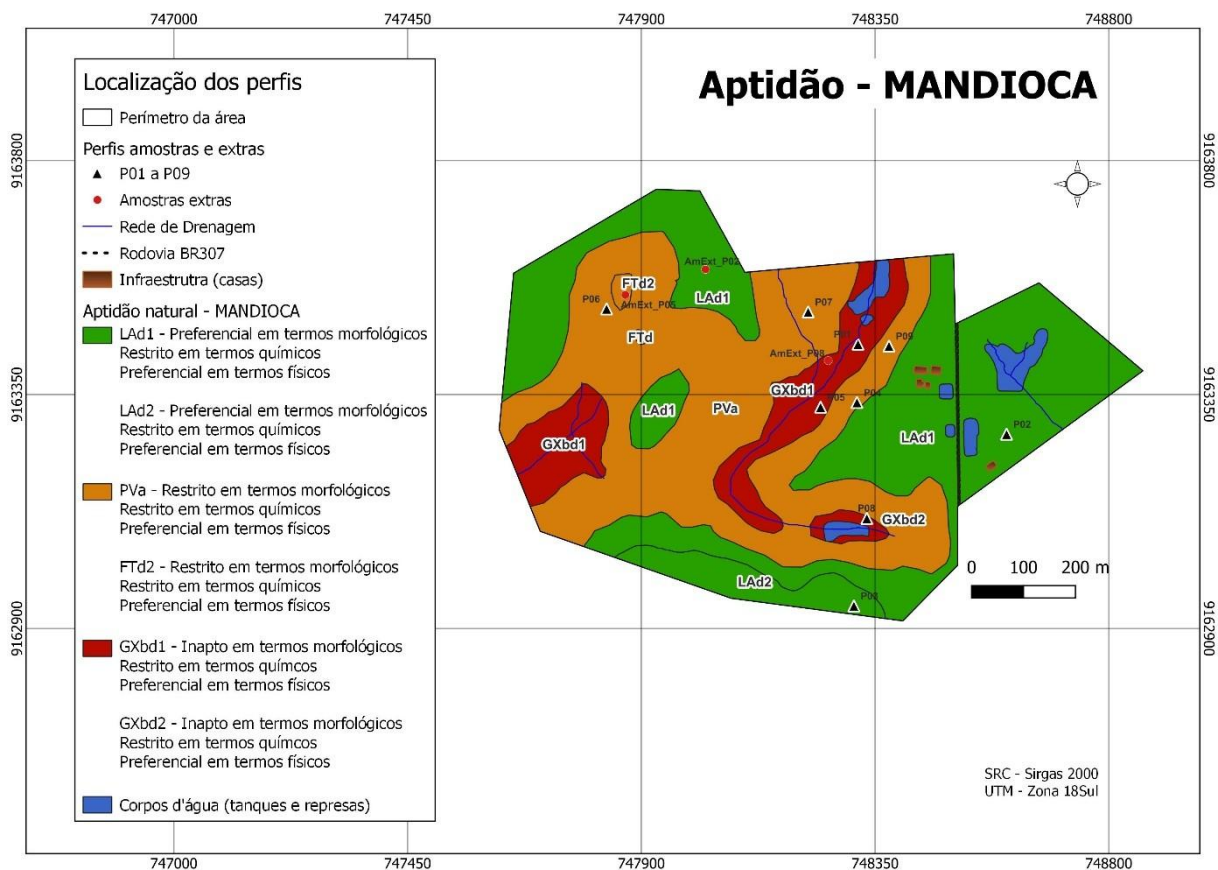 747000 747450 747900 748350 748800
Aptidão - MANDIOCA
Localização dos perfis
Perímetro da área
Perfis amostras e extras
P01 a P09
Amostras extras
Rede de Drenagem
Rodovia BR307
Infraestrutra (casas)
Aptidão natural - MANDIOCA
LAd1 - Preferencial em termos morfológicos
Restrito em termos químicos
Preferencial em termos físicos
LAd2 - Preferencial em termos morfológicos
Restrito em termos químicos
Preferencial em termos físicos
PVa - Restrito em termos morfológicos
Restrito em termos químicos
Preferencial em termos físicos
FTd2 - Restrito em termos morfológicos
Restrito em termos químicos
Preferencial em termos físicos
GXbd1 - Inapto em termos morfológicos
Restrito em termos químcos
Preferencial em termos físicos
GXbd2 - Inapto em termos morfológicos
Restrito em termos químcos
Preferencial em termos físicos
Corpos d'água (tanques e represas)
9163800 9163800
AmExt_P02
FTd2
LAd1
P06 AmExt_P05 P07
FTd
P01 P09
AmExt_P08
9163350 9163350
GXbd1
P05 P04
LAd1 PVa
P02
GXbd1 LAd1
P08
GXbd2
0 100 200 m
LAd2
P03
9162900 9162900
SRC - Sirgas 2000
UTM - Zona 18Sul
747000 747450 747900 748350 748800